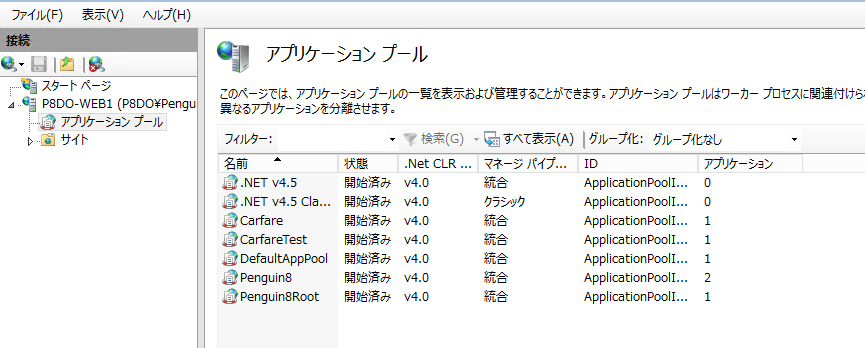 ファイル(F) 表示(V) ヘルプ(H)
接続
スタート ページ
P8DO-WEB1 (P8DO¥Pengu
アプリケーション プール
サイト
アプリケーション プール
このページでは、アプリケーション プールの一覧を表示および管理することができます。アプリケーション プールはワーカー プロセスに関連付けら
異なるアプリケーションを分離させます。
フィルター: 検索(G) すべて表示(A) グループ化: グループ化なし
名前 状態 .Net CLR ... マネージ パイプ... ID アプリケーション
.NET v4.5 開始済み v4.0 統合 ApplicationPoolI... 0
.NET v4.5 Cla... 開始済み v4.0 クラシック ApplicationPoolI... 0
Carfare 開始済み v4.0 統合 ApplicationPoolI... 1
CarfareTest 開始済み v4.0 統合 ApplicationPoolI... 1
DefaultAppPool 開始済み v4.0 統合 ApplicationPoolI... 1
Penguin8 開始済み v4.0 統合 ApplicationPoolI... 2
Penguin8Root 開始済み v4.0 統合 ApplicationPoolI... 1